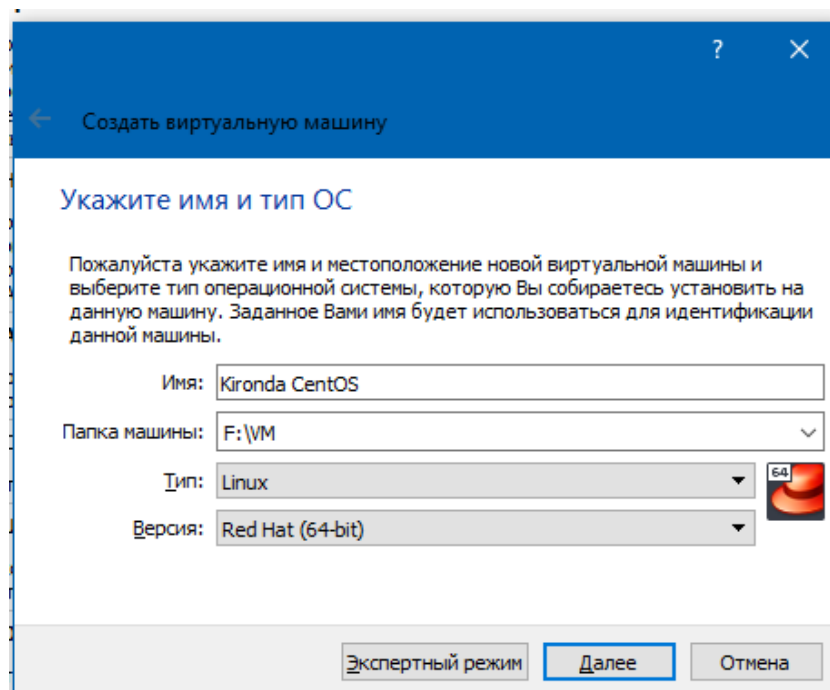 ?
Создать виртуальную машину
Укажите имя и тип ОС
Пожалуйста укажите имя и местоположение новой виртуальной машины и
выберите тип операционной системы, которую Вы собираетесь установить на
данную машину. Заданное Вами имя будет использоваться для идентификации
данной машины.
Имя: Kironda CentOS
Папка машины: F:\VM
Тип: Linux
64
Версия: Red Hat (64-bit)
Экспертный режим Далее Отмена